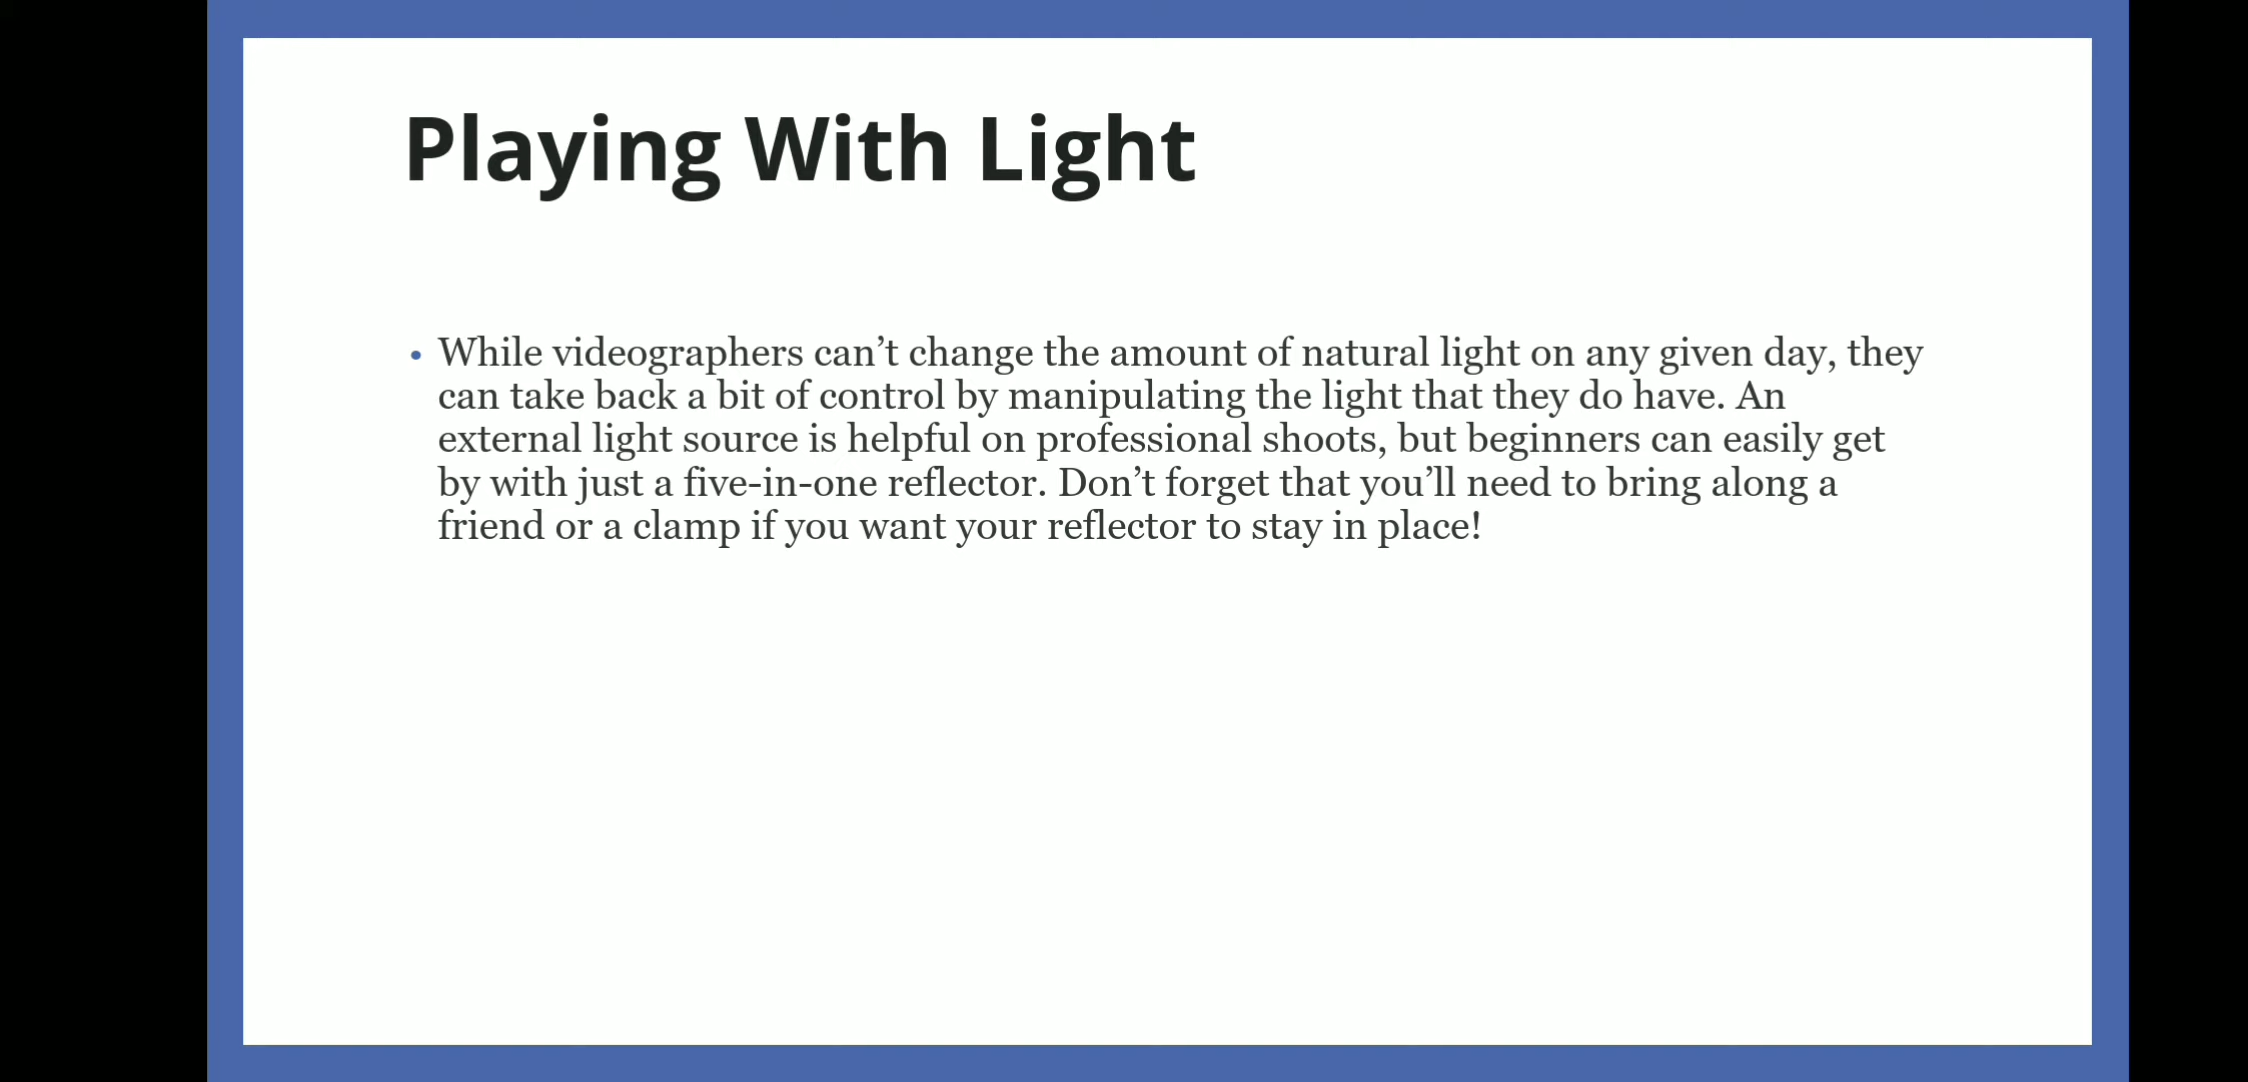 Playing With Light
• While videographers can’t change the amount of natural light on any given day, they
can take back a bit of control by manipulating the light that they do have. An
external light source is helpful on professional shoots, but beginners can easily get
by with just a five-in-one reflector. Don’t forget that you’ll need to bring along a
friend or a clamp if you want your reflector to stay in place!